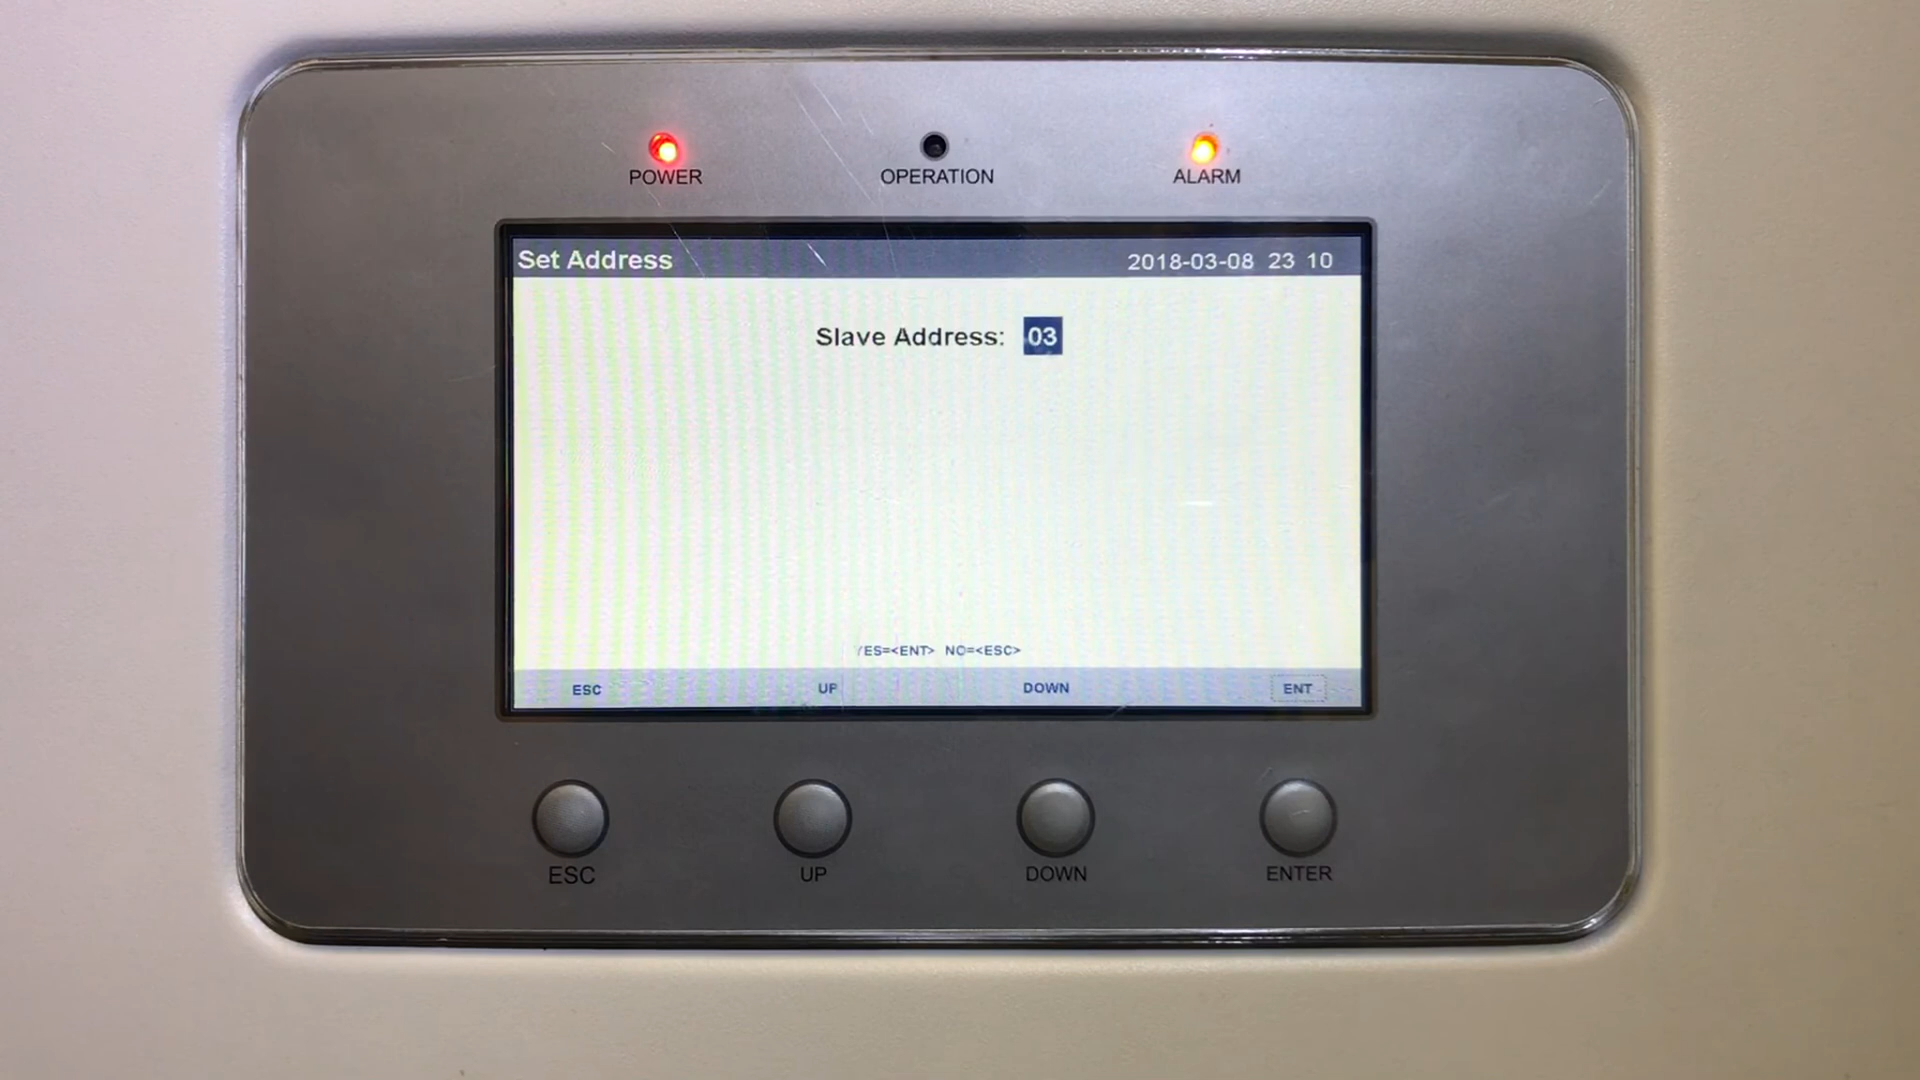 POWER OPERATION ALARM
Set Address 2018-03-08 23 10
Slave Address: 03
YES=<ENT> NO=<ESC>
ESC UP DOWN ENT
ESC UP DOWN ENTER